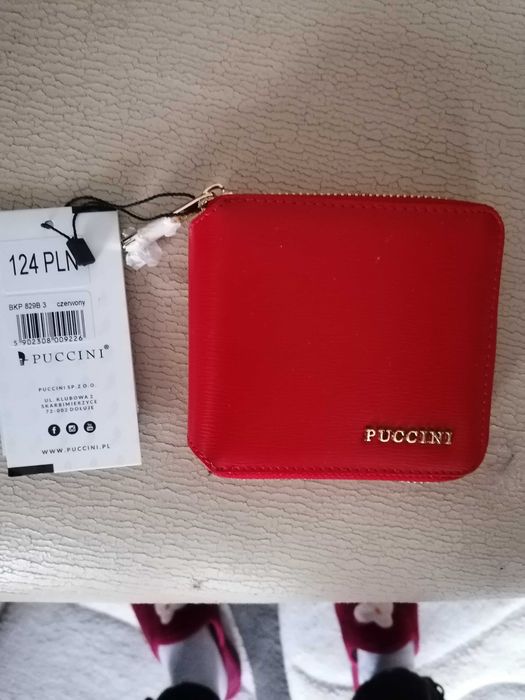 124 PLN
BKP 829B 3 czerwony
5 902308 009226
PUCCINI®
PUCCINI SP. Z O.O.
UL. KLUBOWA 2
SKARBIMIERZYCE
72-002 DOŁUJE
WWW.PUCCINI.PL
PUCCINI